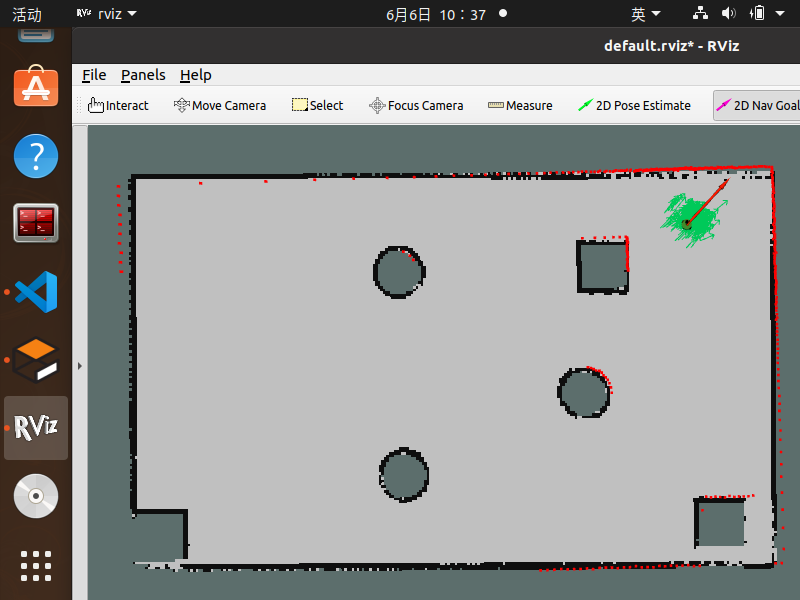 活动 RViz rviz 6月6日 10：37 英
default.rviz* - RViz
File Panels Help
Interact Move Camera Select Focus Camera Measure 2D Pose Estimate 2D Nav Goal
RViz